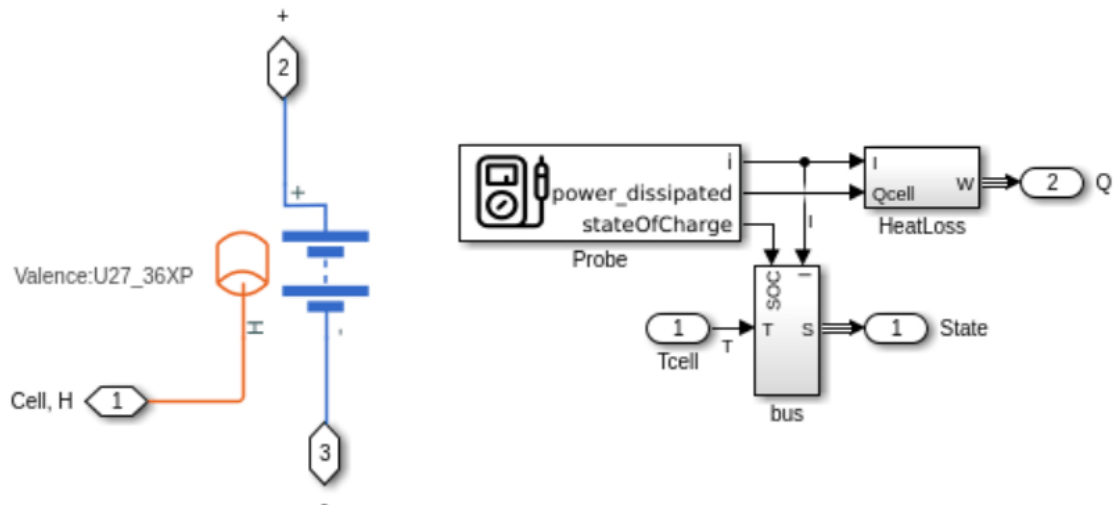 +
2
+
Valence:U27_36XP
H
-
Cell, H
1
3
-
i
power_dissipated
stateOfCharge
Probe
I
Qcell
W
HeatLoss
2
Q
I
SOC
I
T
S
bus
1
Tcell
T
1
State